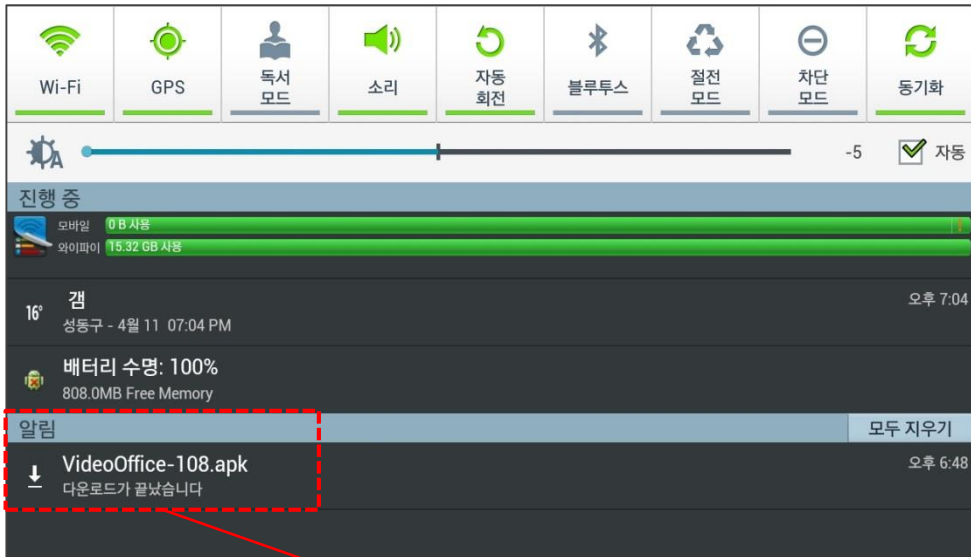 Wi-Fi
GPS
독서
모드
소리
자동
회전
블루투스
절전
모드
차단
모드
동기화
A
-5
자동
진행 중
모바일
0 B 사용
와이파이
15.32 GB 사용
16°
갬
오후 7:04
성동구 - 4월 11 07:04 PM
배터리 수명: 100%
808.0MB Free Memory
알림
모두 지우기
VideoOffice-108.apk
오후 6:48
다운로드가 끝났습니다